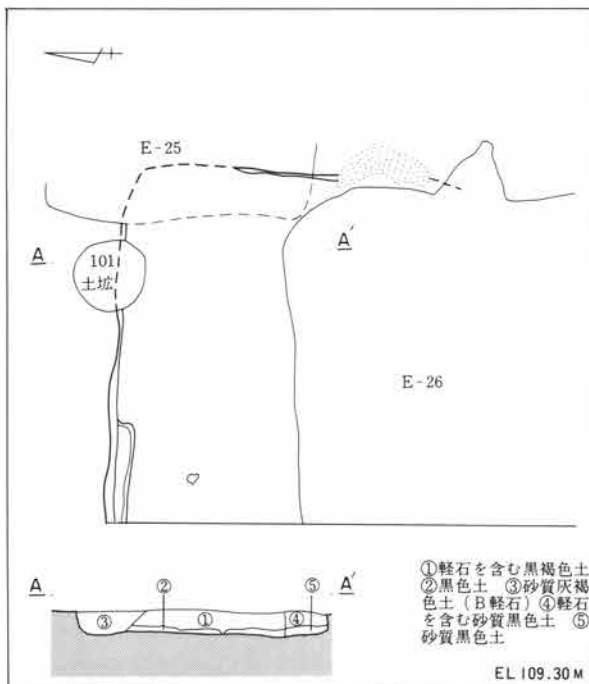 E-25
A
A′
101
土拡
E-26
A
②
⑤
A′
③
①
④
①軽石を含む黒褐色土
②黒色土 ③砂質灰褐
色土（B軽石）④軽石
を含む砂質黒色土 ⑤
砂質黒色土
EL 109.30M